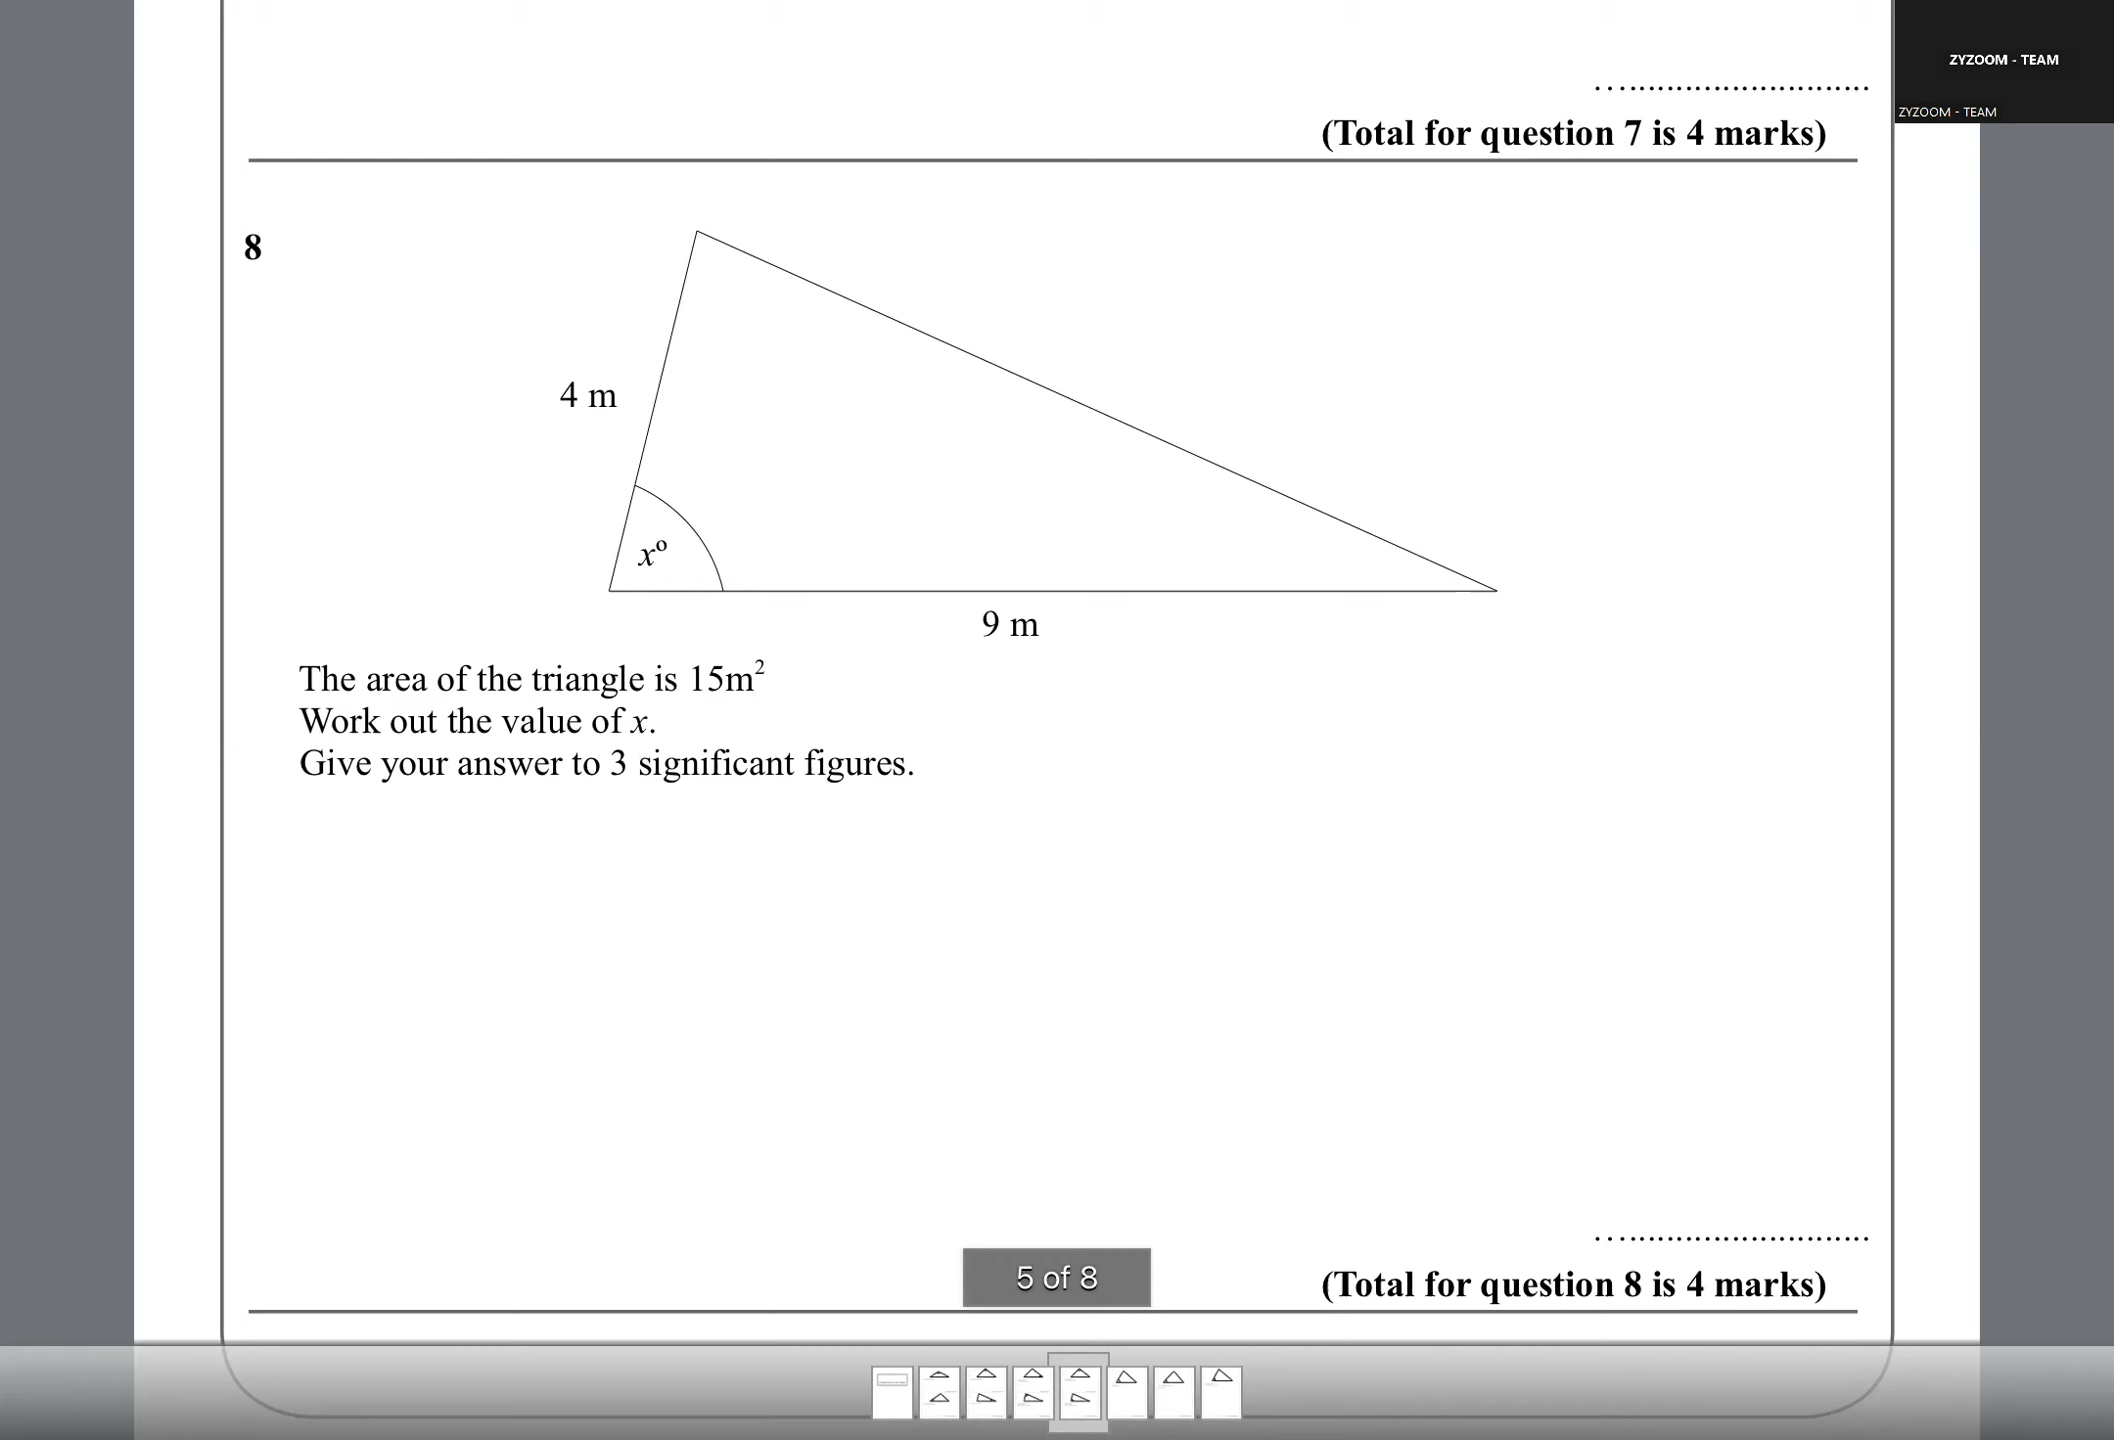 ZYZOOM - TEAM
ZYZOOM - TEAM
..............................
(Total for question 7 is 4 marks)
8
4 m
xº
9 m
The area of the triangle is 15m²
Work out the value of x.
Give your answer to 3 significant figures.
..............................
5 of 8
(Total for question 8 is 4 marks)